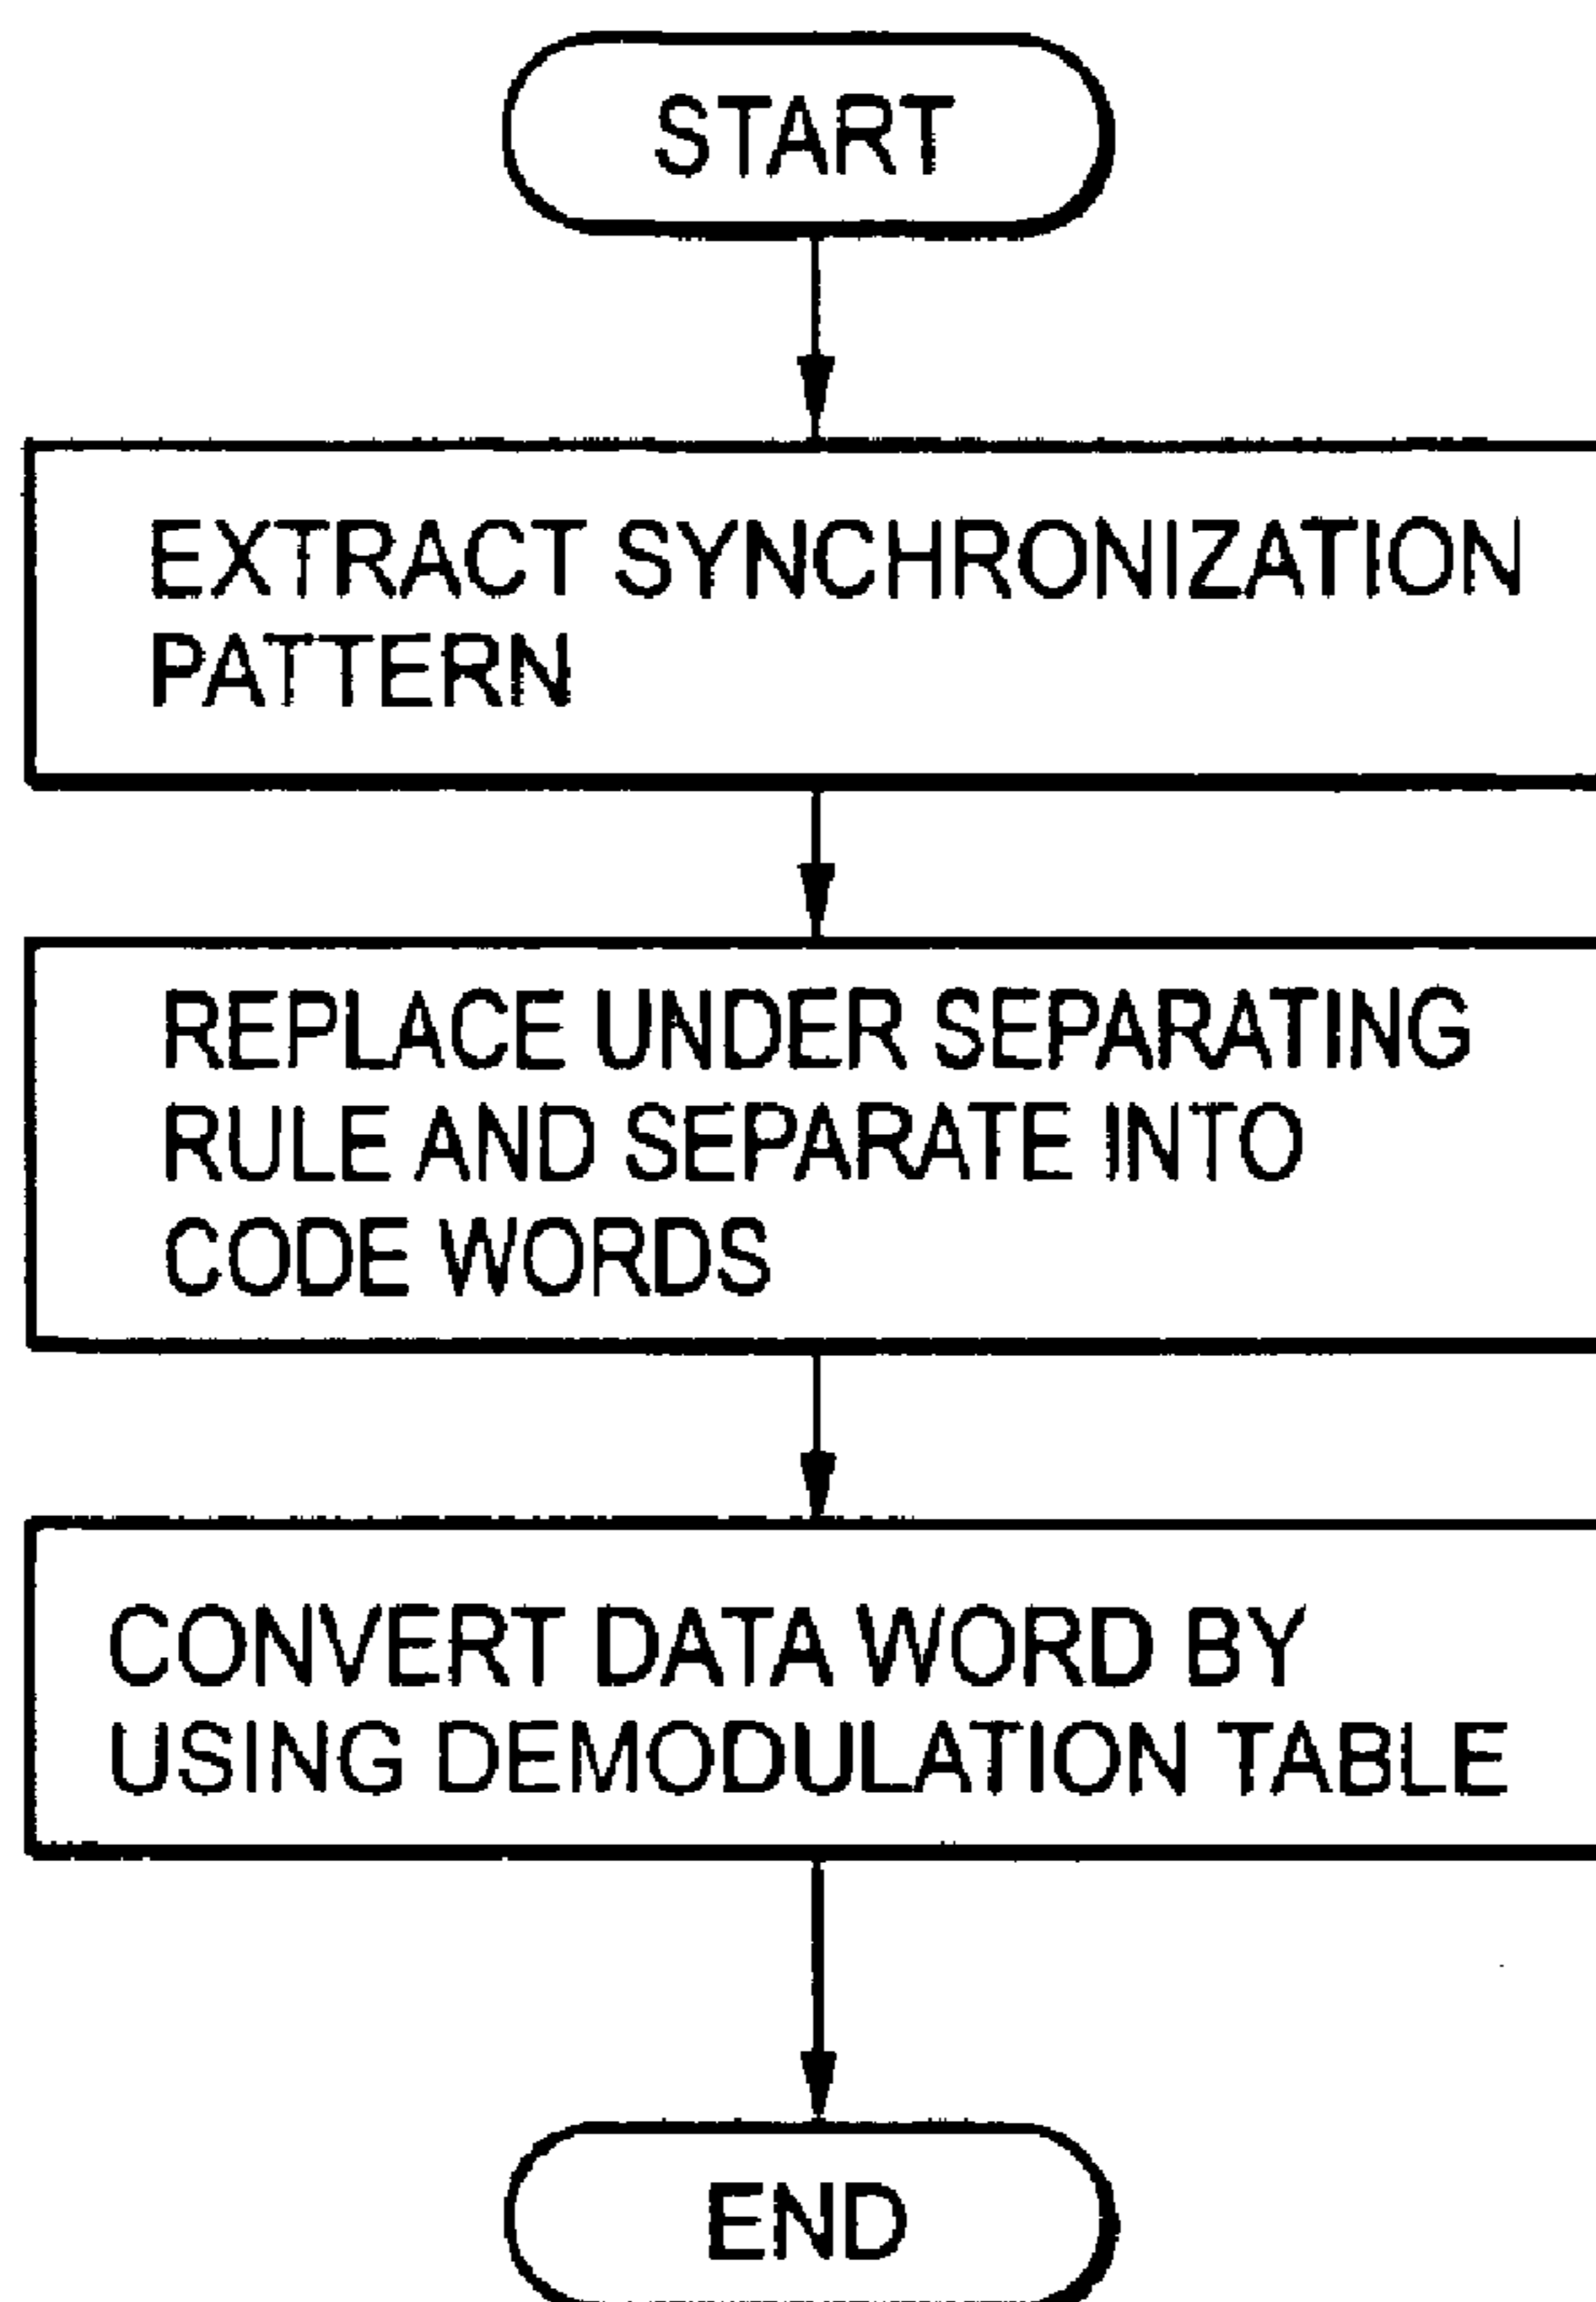 START
EXTRACT SYNCHRONIZATION
PATTERN
REPLACE UNDER SEPARATING
RULE AND SEPARATE INTO
CODE WORDS
CONVERT DATA WORD BY
USING DEMODULATION TABLE
END